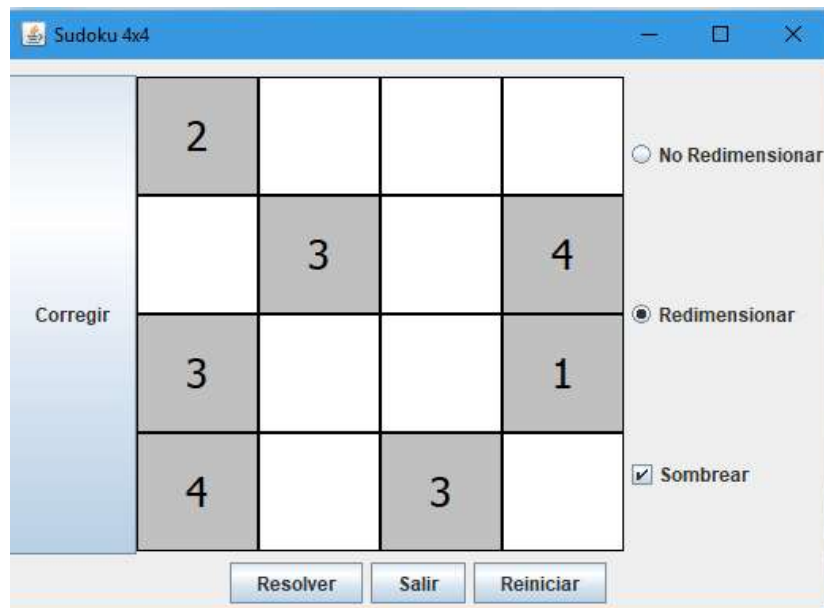 Sudoku 4x4
2
No Redimensionar
3 4
Corregir
Redimensionar
3 1
Sombrear
4 3
Resolver Salir Reiniciar